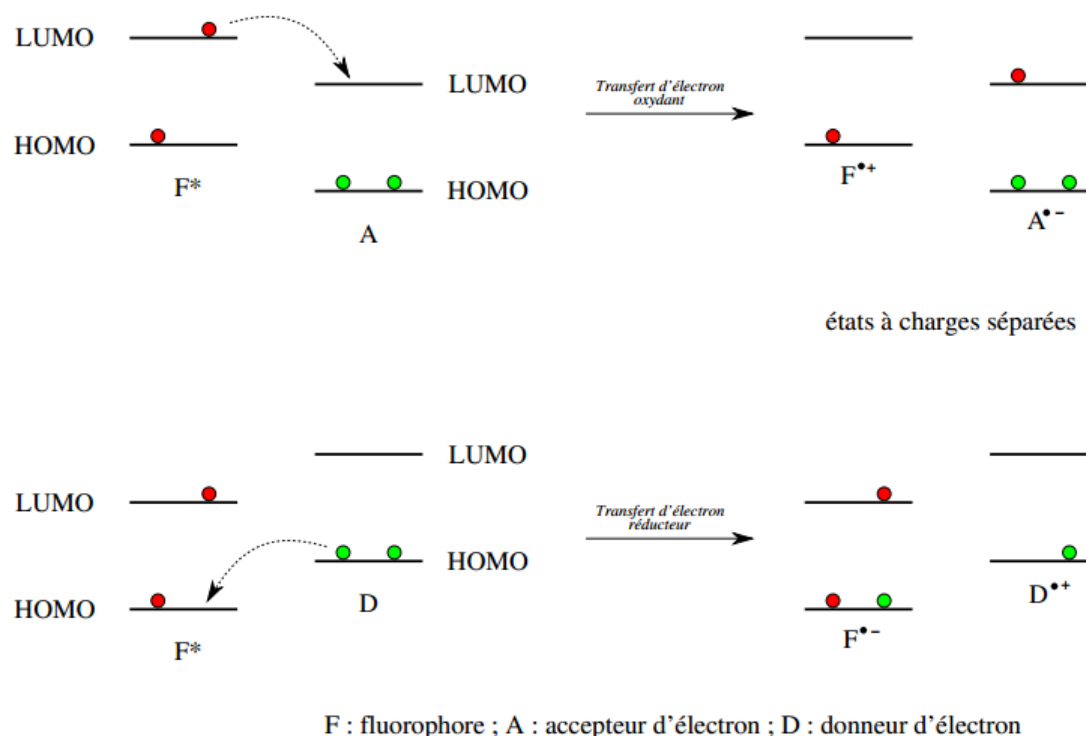 LUMO
LUMO
HOMO
HOMO
F*
A
Transfert d'électron
oxydant
F•+
A•−
états à charges séparées
LUMO
LUMO
HOMO
HOMO
F*
D
Transfert d'électron
réducteur
F•−
D•+
F : fluorophore ; A : accepteur d'électron ; D : donneur d'électron